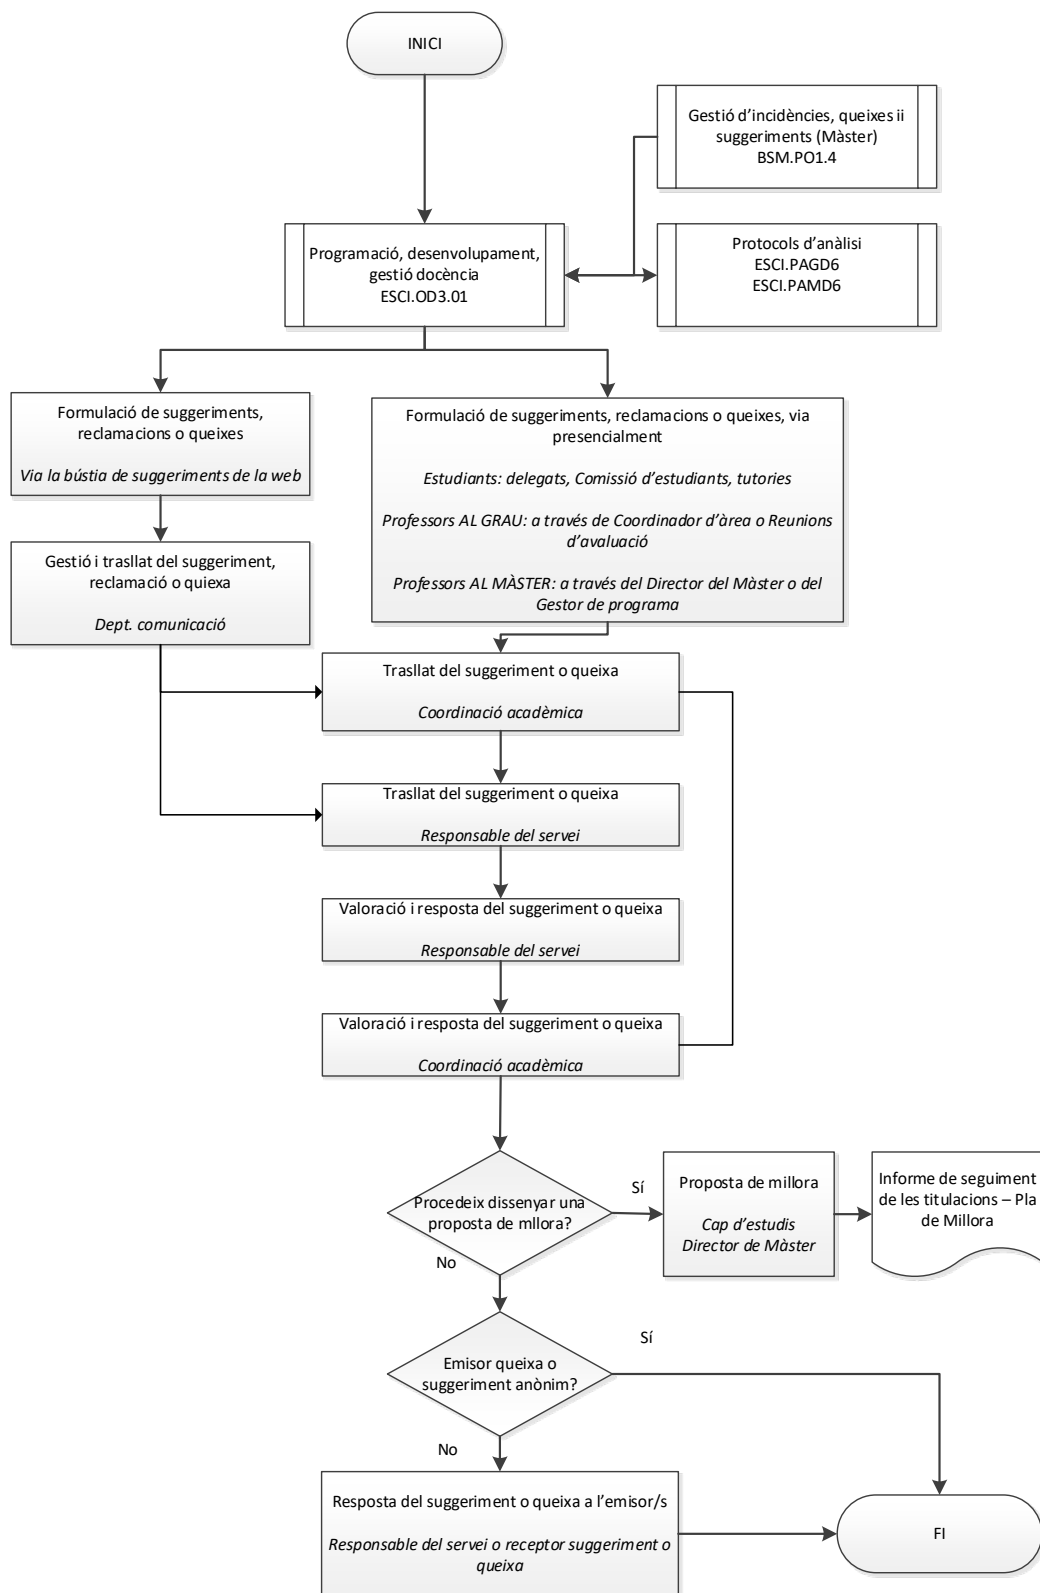 INICI
Gestió d'incidències, queixes ii
suggeriments (Màster)
BSM.PO1.4
Programació, desenvolupament,
gestió docència
ESCI.OD3.01
Protocols d'anàlisi
ESCI.PAGD6
ESCI.PAMD6
Formulació de suggeriments,
reclamacions o queixes
Via la bústia de suggeriments de la web
Formulació de suggeriments, reclamacions o queixes, via
presencialment
Estudiants: delegats, Comissió d'estudiants, tutories
Professors AL GRAU: a través de Coordinador d'àrea o Reunions
d'avaluació
Professors AL MÀSTER: a través del Director del Màster o del
Gestor de programa
Gestió i trasllat del suggeriment,
reclamació o quiexa
Dept. comunicació
Trasllat del suggeriment o queixa
Coordinació acadèmica
Trasllat del suggeriment o queixa
Responsable del servei
Valoració i resposta del suggeriment o queixa
Responsable del servei
Valoració i resposta del suggeriment o queixa
Coordinació acadèmica
Procedeix dissenyar una
proposta de mllora?
Sí
No
Proposta de millora
Cap d'estudis
Director de Màster
Informe de seguiment
de les titulacions – Pla
de Millora
Emisor queixa o
suggeriment anònim?
Sí
No
Resposta del suggeriment o queixa a l'emisor/s
Responsable del servei o receptor suggeriment o
queixa
FI